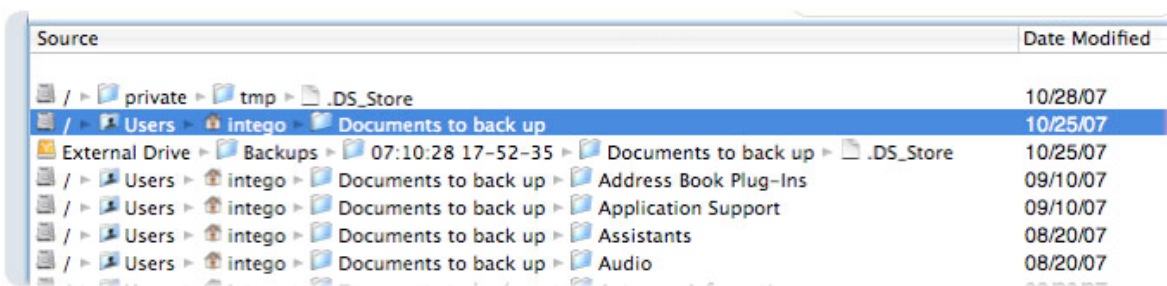 Source Date Modified
/ ▸ private ▸ tmp ▸ .DS_Store 10/28/07
/ ▸ Users ▸ intego ▸ Documents to back up 10/25/07
External Drive ▸ Backups ▸ 07:10:28 17-52-35 ▸ Documents to back up ▸ .DS_Store 10/25/07
/ ▸ Users ▸ intego ▸ Documents to back up ▸ Address Book Plug-Ins 09/10/07
/ ▸ Users ▸ intego ▸ Documents to back up ▸ Application Support 09/10/07
/ ▸ Users ▸ intego ▸ Documents to back up ▸ Assistants 08/20/07
/ ▸ Users ▸ intego ▸ Documents to back up ▸ Audio 08/20/07